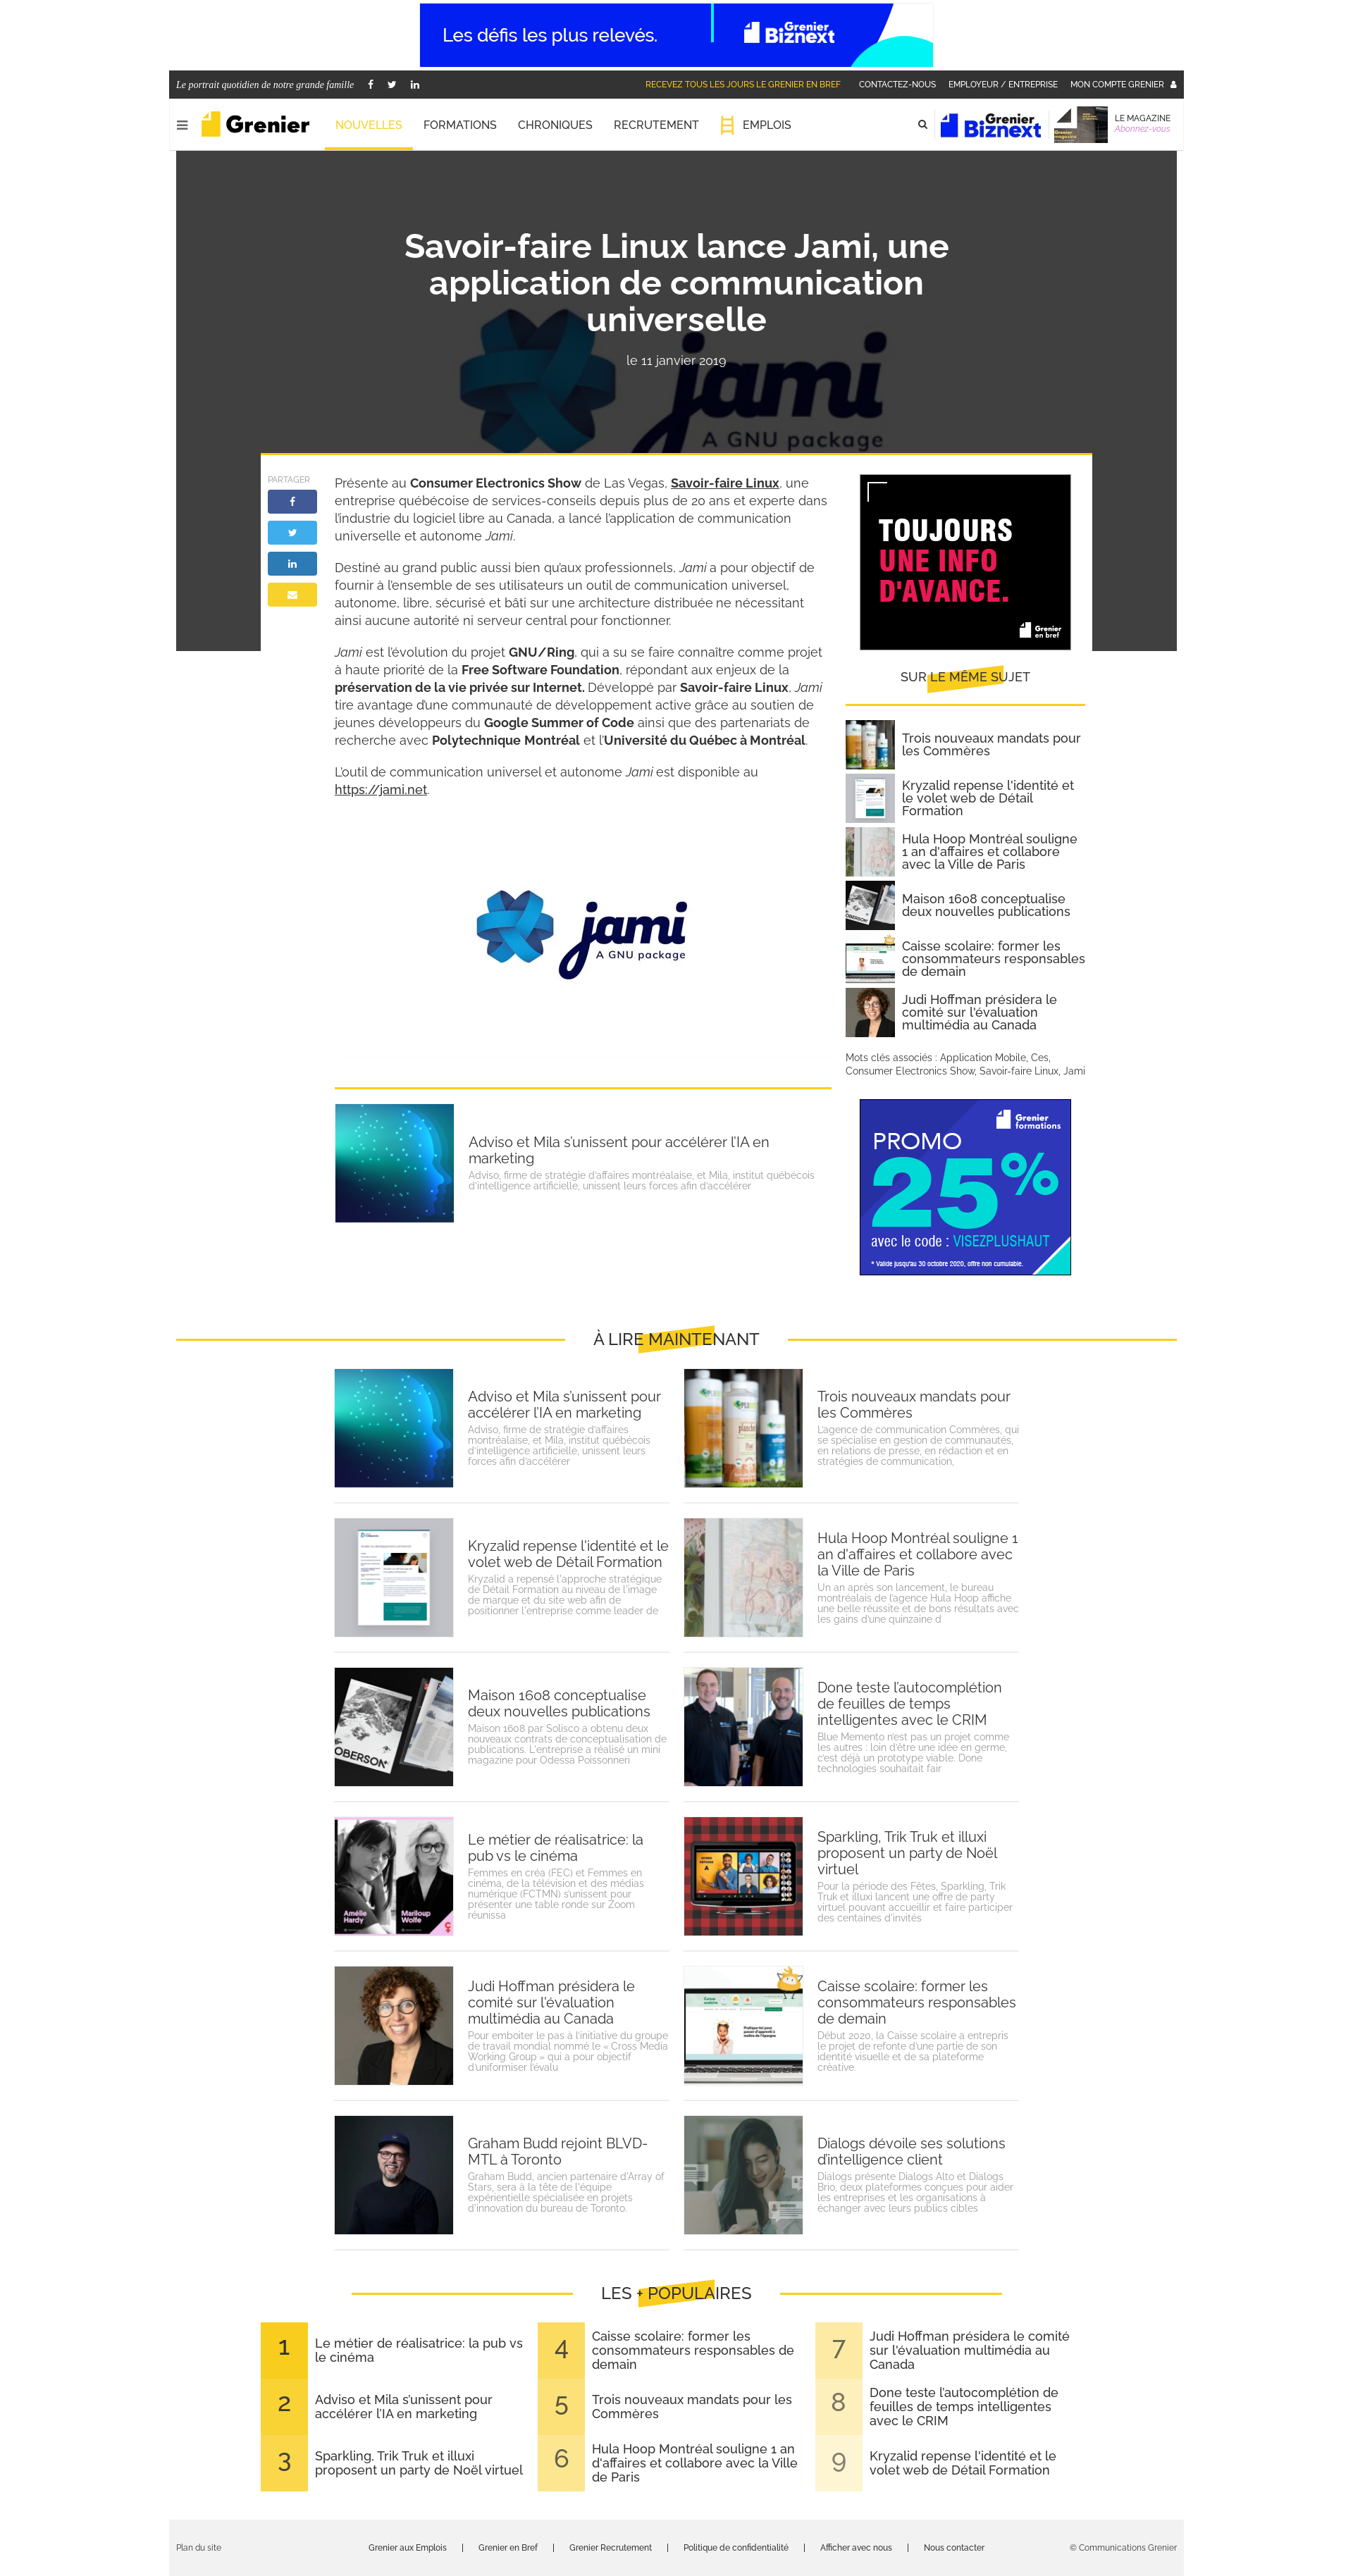 Les défis les plus relevés.
Grenier
Biznext
Le portrait quotidien de notre grande famille
RECEVEZ TOUS LES JOURS LE GRENIER EN BREF CONTACTEZ-NOUS EMPLOYEUR / ENTREPRISE MON COMPTE GRENIER
Grenier
NOUVELLES FORMATIONS CHRONIQUES RECRUTEMENT EMPLOIS
Grenier
Biznext
LE MAGAZINE
Abonnez-vous
Savoir-faire Linux lance Jami, une
application de communication
universelle
le 11 janvier 2019
jami
A GNU package
PARTAGER
Présente au Consumer Electronics Show de Las Vegas, Savoir-faire Linux, une
entreprise québécoise de services-conseils depuis plus de 20 ans et experte dans
l’industrie du logiciel libre au Canada, a lancé l’application de communication
universelle et autonome Jami.
Destiné au grand public aussi bien qu’aux professionnels, Jami a pour objectif de
fournir à l’ensemble de ses utilisateurs un outil de communication universel,
autonome, libre, sécurisé et bâti sur une architecture distribuée ne nécessitant
ainsi aucune autorité ni serveur central pour fonctionner.
Jami est l’évolution du projet GNU/Ring, qui a su se faire connaître comme projet
à haute priorité de la Free Software Foundation, répondant aux enjeux de la
préservation de la vie privée sur Internet. Développé par Savoir-faire Linux, Jami
tire avantage d’une communauté de développement active grâce au soutien de
jeunes développeurs du Google Summer of Code ainsi que des partenariats de
recherche avec Polytechnique Montréal et l’Université du Québec à Montréal.
L’outil de communication universel et autonome Jami est disponible au
https://jami.net.
jami
A GNU package
Adviso et Mila s’unissent pour accélérer l’IA en
marketing
Adviso, firme de stratégie d’affaires montréalaise, et Mila, institut québécois
d’intelligence artificielle, unissent leurs forces afin d’accélérer
TOUJOURS
UNE INFO
D'AVANCE.
Grenier
en bref
SUR LE MÊME SUJET
Trois nouveaux mandats pour
les Commères
Kryzalid repense l'identité et
le volet web de Détail
Formation
Hula Hoop Montréal souligne
1 an d'affaires et collabore
avec la Ville de Paris
Maison 1608 conceptualise
deux nouvelles publications
Caisse scolaire: former les
consommateurs responsables
de demain
Judi Hoffman présidera le
comité sur l'évaluation
multimédia au Canada
Mots clés associés : Application Mobile, Ces,
Consumer Electronics Show, Savoir-faire Linux, Jami
Grenier
formations
PROMO
25%
avec le code : VISEZPLUSHAUT
* Valide jusqu'au 30 octobre 2020, offre non cumulable.
À LIRE MAINTENANT
Adviso et Mila s’unissent pour
accélérer l’IA en marketing
Adviso, firme de stratégie d’affaires
montréalaise, et Mila, institut québécois
d’intelligence artificielle, unissent leurs
forces afin d’accélérer
Trois nouveaux mandats pour
les Commères
L’agence de communication Commères, qui
se spécialise en gestion de communautés,
en relations de presse, en rédaction et en
stratégies de communication,
Kryzalid repense l'identité et le
volet web de Détail Formation
Kryzalid a repensé l'approche stratégique
de Détail Formation au niveau de l'image
de marque et du site web afin de
positionner l'entreprise comme leader de
Hula Hoop Montréal souligne 1
an d'affaires et collabore avec
la Ville de Paris
Un an après son lancement, le bureau
montréalais de l’agence Hula Hoop affiche
une belle réussite et de bons résultats avec
les gains d’une quinzaine d
OBERSON
Maison 1608 conceptualise
deux nouvelles publications
Maison 1608 par Solisco a obtenu deux
nouveaux contrats de conceptualisation de
publications. L'entreprise a réalisé un mini
magazine pour Odessa Poissonneri
Done teste l’autocomplétion
de feuilles de temps
intelligentes avec le CRIM
Blue Memento n’est pas un projet comme
les autres : loin d’être une idée en germe,
c’est déjà un prototype viable. Done
technologies souhaitait fair
Amélie
Hardy
Mariloup
Wolfe
Le métier de réalisatrice: la
pub vs le cinéma
Femmes en créa (FEC) et Femmes en
cinéma, de la télévision et des médias
numérique (FCTMN) s’unissent pour
présenter une table ronde sur Zoom
réunissa
Sparkling, Trik Truk et illuxi
proposent un party de Noël
virtuel
Pour la période des Fêtes, Sparkling, Trik
Truk et illuxi lancent une offre de party
virtuel pouvant accueillir et faire participer
des centaines d'invités
Judi Hoffman présidera le
comité sur l'évaluation
multimédia au Canada
Pour emboiter le pas à l’initiative du groupe
de travail mondial nommé le « Cross Media
Working Group » qui a pour objectif
d’uniformiser l’évalu
Caisse scolaire: former les
consommateurs responsables
de demain
Début 2020, la Caisse scolaire a entrepris
le projet de refonte d’une partie de son
identité visuelle et de sa plateforme
créative.
Graham Budd rejoint BLVD-
MTL à Toronto
Graham Budd, ancien partenaire d'Array of
Stars, sera à la tête de l'équipe
expérientielle spécialisée en projets
d'innovation du bureau de Toronto.
Dialogs dévoile ses solutions
d’intelligence client
Dialogs présente Dialogs Alto et Dialogs
Brio, deux plateformes conçues pour aider
les entreprises et les organisations à
échanger avec leurs publics cibles
LES + POPULAIRES
1
Le métier de réalisatrice: la pub vs
le cinéma
2
Adviso et Mila s’unissent pour
accélérer l’IA en marketing
3
Sparkling, Trik Truk et illuxi
proposent un party de Noël virtuel
4
Caisse scolaire: former les
consommateurs responsables de
demain
5
Trois nouveaux mandats pour les
Commères
6
Hula Hoop Montréal souligne 1 an
d'affaires et collabore avec la Ville
de Paris
7
Judi Hoffman présidera le comité
sur l'évaluation multimédia au
Canada
8
Done teste l’autocomplétion de
feuilles de temps intelligentes
avec le CRIM
9
Kryzalid repense l'identité et le
volet web de Détail Formation
Plan du site Grenier aux Emplois | Grenier en Bref | Grenier Recrutement | Politique de confidentialité | Afficher avec nous | Nous contacter © Communications Grenier